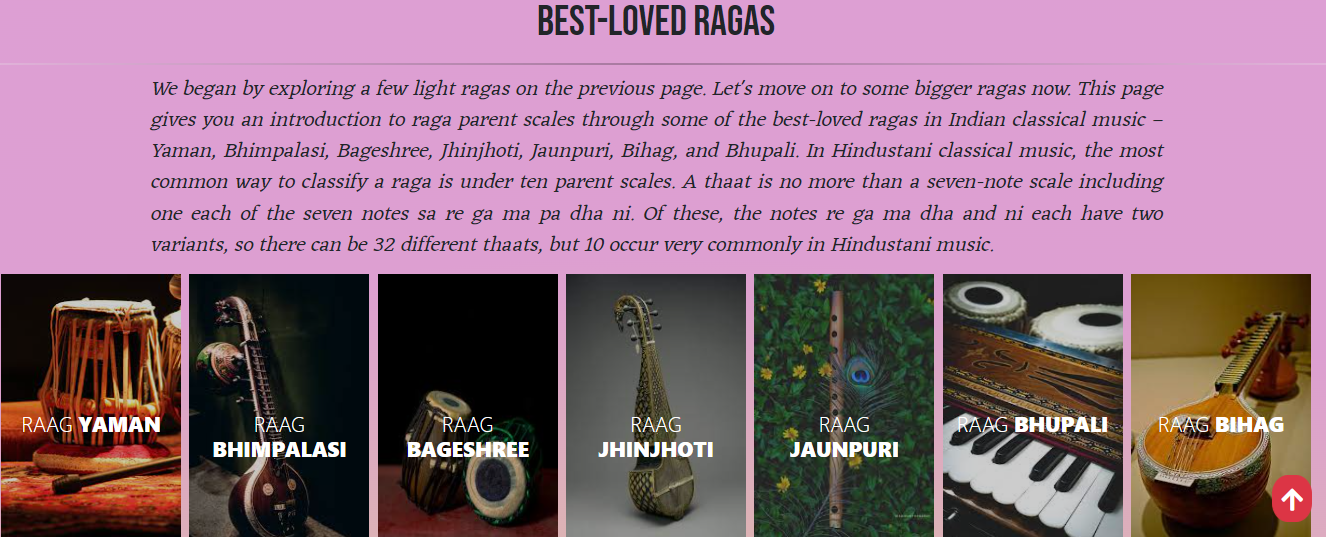 BEST-LOVED RAGAS
We began by exploring a few light ragas on the previous page. Let's move on to some bigger ragas now. This page
gives you an introduction to raga parent scales through some of the best-loved ragas in Indian classical music –
Yaman, Bhimpalasi, Bageshree, Jhinjhoti, Jaunpuri, Bihag, and Bhupali. In Hindustani classical music, the most
common way to classify a raga is under ten parent scales. A thaat is no more than a seven-note scale including
one each of the seven notes sa re ga ma pa dha ni. Of these, the notes re ga ma dha and ni each have two
variants, so there can be 32 different thaats, but 10 occur very commonly in Hindustani music.
RAAG YAMAN
RAAG
BHIMPALASI
RAAG
BAGESHREE
RAAG
JHINJHOTI
RAAG
JAUNPURI
RAAG BHUPALI
RAAG BIHAG